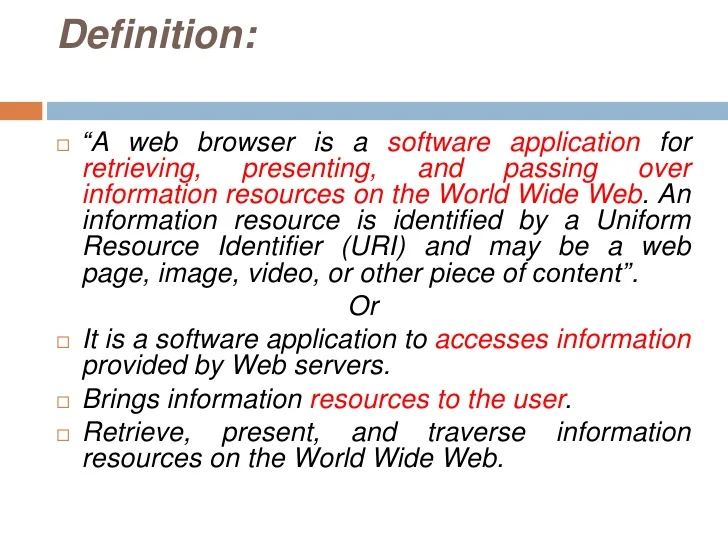 Definition:
“A web browser is a software application for
retrieving, presenting, and passing over
information resources on the World Wide Web. An
information resource is identified by a Uniform
Resource Identifier (URI) and may be a web
page, image, video, or other piece of content”.
Or
It is a software application to accesses information
provided by Web servers.
Brings information resources to the user.
Retrieve, present, and traverse information
resources on the World Wide Web.